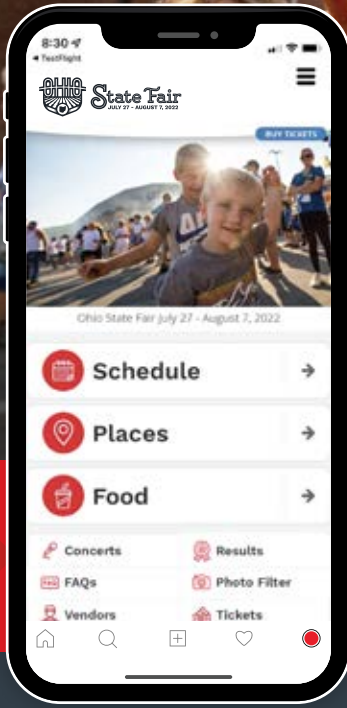 8:30
◀ TestFlight
OHIO
State Fair
JULY 27 - AUGUST 7, 2022
BUY TICKETS
Ohio State Fair July 27 - August 7, 2022
Schedule
Places
Food
Concerts
Results
FAQs
Photo Filter
Vendors
Tickets